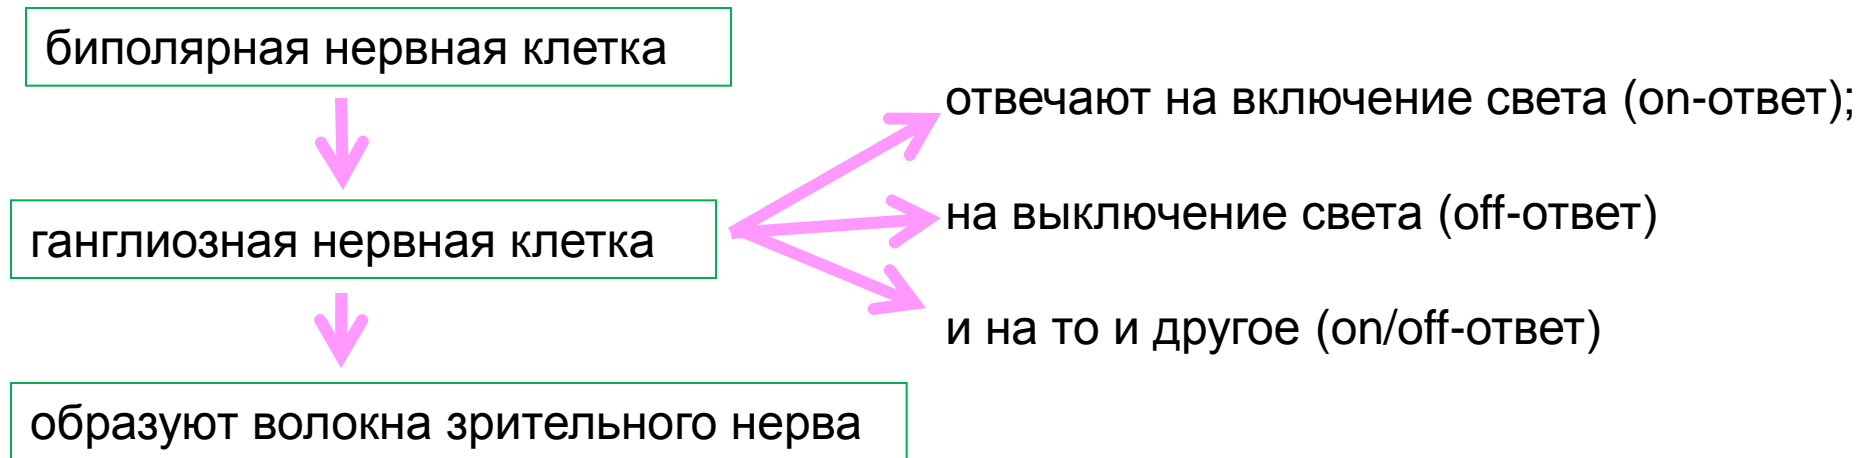 биполярная нервная клетка
отвечают на включение света (on-ответ);
на выключение света (off-ответ)
ганглиозная нервная клетка
и на то и другое (on/off-ответ)
образуют волокна зрительного нерва